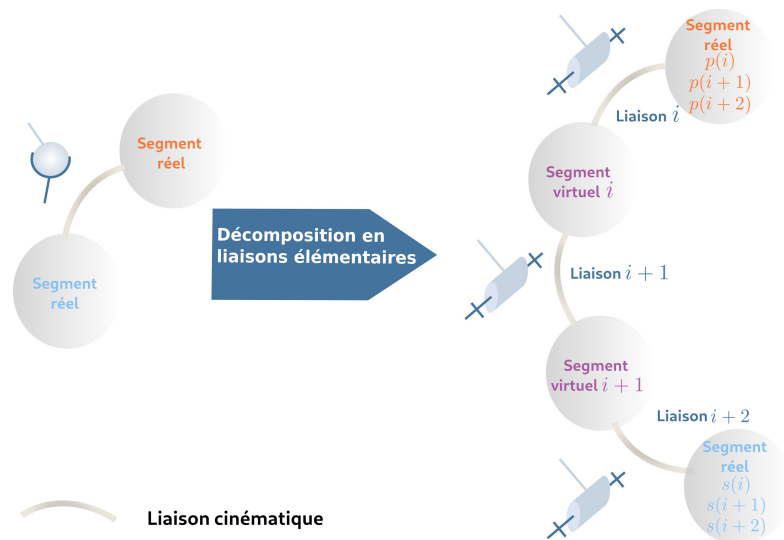 Segment
réel
Segment
réel
Décomposition en
liaisons élémentaires
Segment
réel
p(i)
p(i + 1)
p(i + 2)
Liaison i
Segment
virtuel i
Liaison i + 1
Segment
virtuel i + 1
Liaison i + 2
Segment
réel
s(i)
s(i + 1)
s(i + 2)
Liaison cinématique